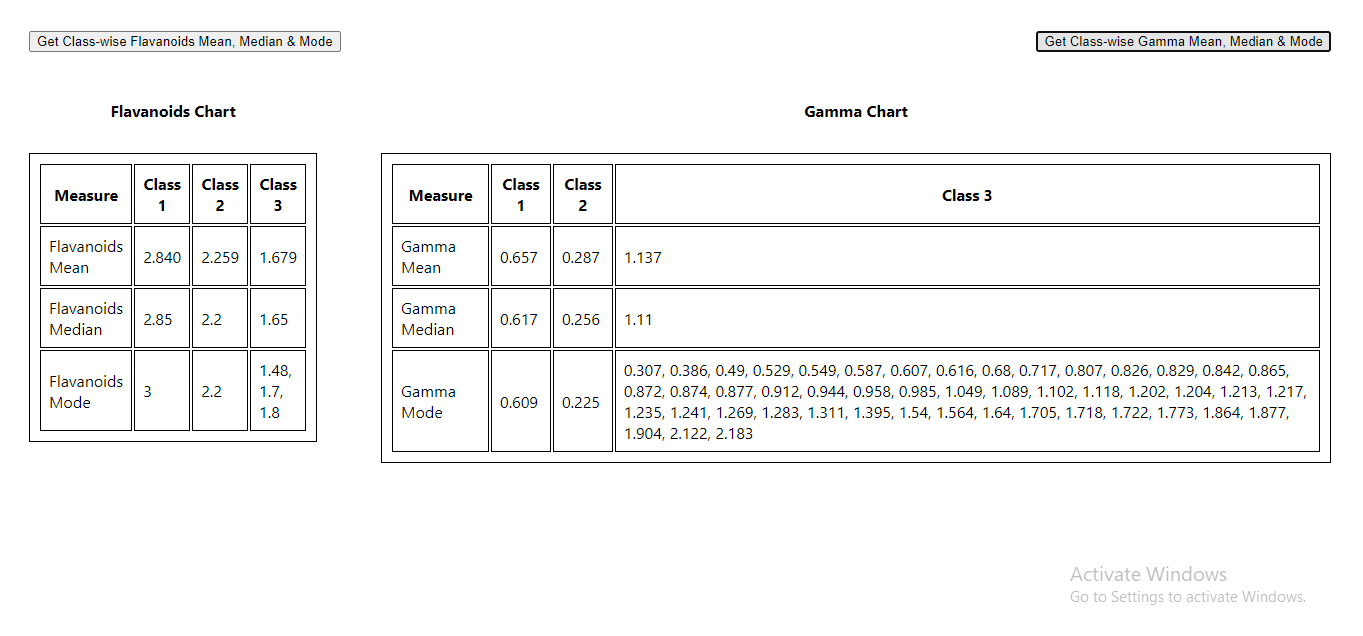 Get Class-wise Flavanoids Mean, Median & Mode
Get Class-wise Gamma Mean, Median & Mode
Flavanoids Chart
Measure Class 1 Class 2 Class 3
Flavanoids Mean 2.840 2.259 1.679
Flavanoids Median 2.85 2.2 1.65
Flavanoids Mode 3 2.2 1.48, 1.7, 1.8
Gamma Chart
Measure Class 1 Class 2 Class 3
Gamma Mean 0.657 0.287 1.137
Gamma Median 0.617 0.256 1.11
Gamma Mode 0.609 0.225
0.307, 0.386, 0.49, 0.529, 0.549, 0.587, 0.607, 0.616, 0.68, 0.717, 0.807, 0.826, 0.829, 0.842, 0.865,
0.872, 0.874, 0.877, 0.912, 0.944, 0.958, 0.985, 1.049, 1.089, 1.102, 1.118, 1.202, 1.204, 1.213, 1.217,
1.235, 1.241, 1.269, 1.283, 1.311, 1.395, 1.54, 1.564, 1.64, 1.705, 1.718, 1.722, 1.773, 1.864, 1.877,
1.904, 2.122, 2.183
Activate Windows
Go to Settings to activate Windows.